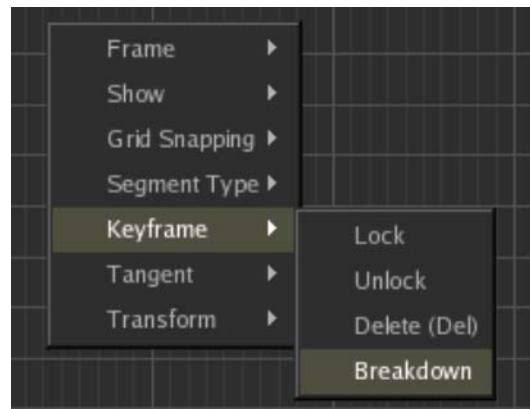 Frame
Show
Grid Snapping
Segment Type
Keyframe
Tangent
Transform
Lock
Unlock
Delete (Del)
Breakdown